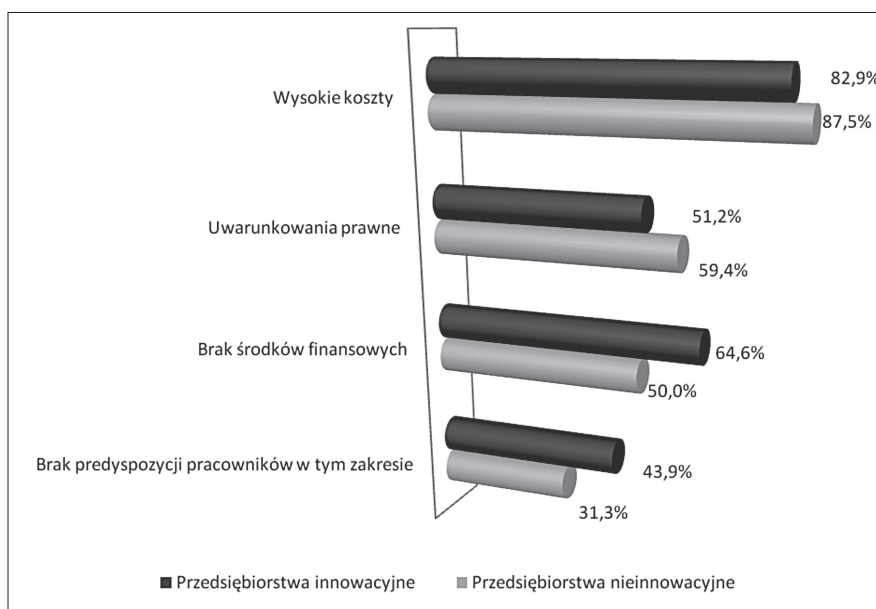 Wysokie koszty
82,9%
87,5%
Uwarunkowania prawne
51,2%
59,4%
Brak środków finansowych
64,6%
50,0%
Brak predyspozycji pracowników w tym zakresie
43,9%
31,3%
Przedsiębiorstwa innowacyjne
Przedsiębiorstwa nieinnowacyjne